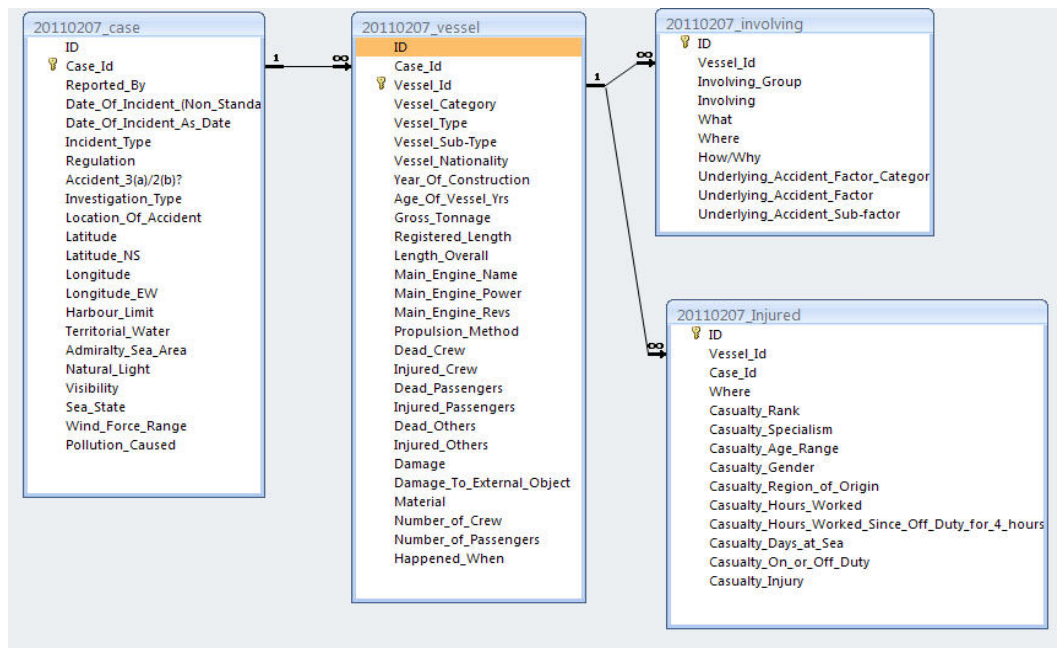 20110207_case
ID
Case_Id
Reported_By
Date_Of_Incident_(Non_Standa
Date_Of_Incident_As_Date
Incident_Type
Regulation
Accident_3(a)/2(b)?
Investigation_Type
Location_Of_Accident
Latitude
Latitude_NS
Longitude
Longitude_EW
Harbour_Limit
Territorial_Water
Admiralty_Sea_Area
Natural_Light
Visibility
Sea_State
Wind_Force_Range
Pollution_Caused
1
∞
20110207_vessel
ID
Case_Id
Vessel_Id
Vessel_Category
Vessel_Type
Vessel_Sub-Type
Vessel_Nationality
Year_Of_Construction
Age_Of_Vessel_Yrs
Gross_Tonnage
Registered_Length
Length_Overall
Main_Engine_Name
Main_Engine_Power
Main_Engine_Revs
Propulsion_Method
Dead_Crew
Injured_Crew
Dead_Passengers
Injured_Passengers
Dead_Others
Injured_Others
Damage
Damage_To_External_Object
Material
Number_of_Crew
Number_of_Passengers
Happened_When
1
∞
∞
20110207_involving
ID
Vessel_Id
Involving_Group
Involving
What
Where
How/Why
Underlying_Accident_Factor_Categor
Underlying_Accident_Factor
Underlying_Accident_Sub-factor
20110207_Injured
ID
Vessel_Id
Case_Id
Where
Casualty_Rank
Casualty_Specialism
Casualty_Age_Range
Casualty_Gender
Casualty_Region_of_Origin
Casualty_Hours_Worked
Casualty_Hours_Worked_Since_Off_Duty_for_4_hours
Casualty_Days_at_Sea
Casualty_On_or_Off_Duty
Casualty_Injury